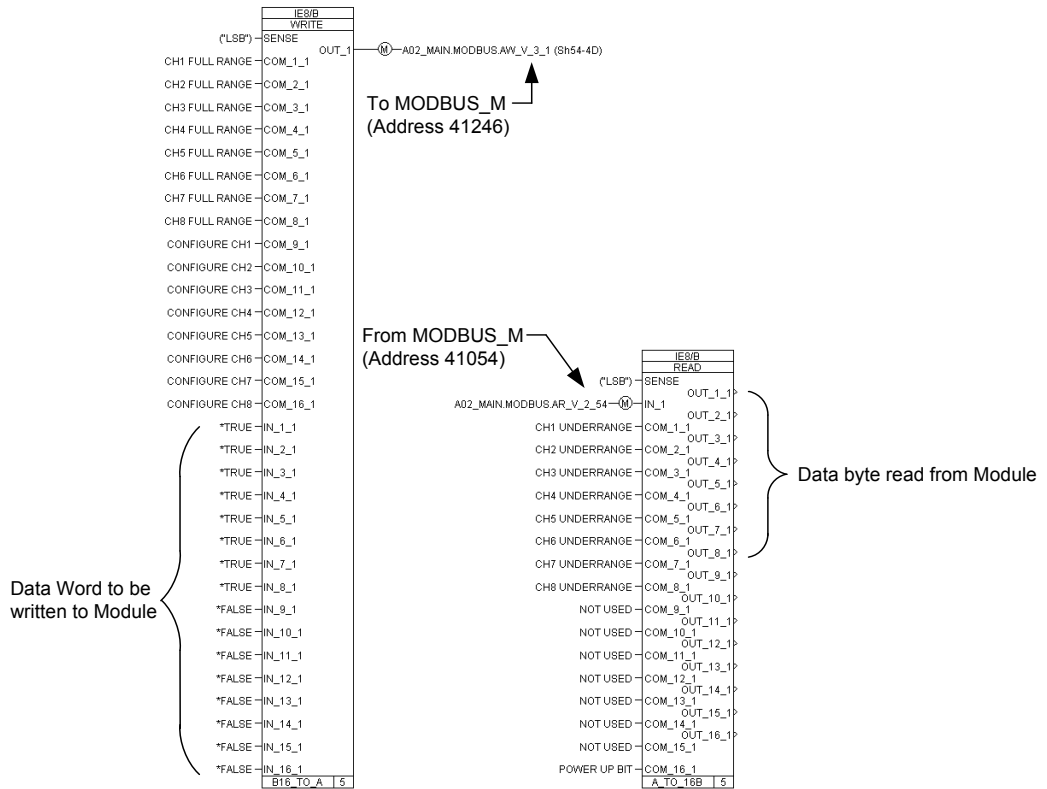 IE8/B
WRITE
("LSB") SENSE
OUT_1 M A02_MAIN.MODBUS.AW_V_3_1 (Sh54-4D)
CH1 FULL RANGE COM_1_1
CH2 FULL RANGE COM_2_1
CH3 FULL RANGE COM_3_1
CH4 FULL RANGE COM_4_1
CH5 FULL RANGE COM_5_1
CH6 FULL RANGE COM_6_1
CH7 FULL RANGE COM_7_1
CH8 FULL RANGE COM_8_1
CONFIGURE CH1 COM_9_1
CONFIGURE CH2 COM_10_1
CONFIGURE CH3 COM_11_1
CONFIGURE CH4 COM_12_1
CONFIGURE CH5 COM_13_1
CONFIGURE CH6 COM_14_1
CONFIGURE CH7 COM_15_1
CONFIGURE CH8 COM_16_1
*TRUE IN_1_1
*TRUE IN_2_1
*TRUE IN_3_1
*TRUE IN_4_1
*TRUE IN_5_1
*TRUE IN_6_1
*TRUE IN_7_1
*TRUE IN_8_1
*FALSE IN_9_1
*FALSE IN_10_1
*FALSE IN_11_1
*FALSE IN_12_1
*FALSE IN_13_1
*FALSE IN_14_1
*FALSE IN_15_1
*FALSE IN_16_1
B16_TO_A 5
To MODBUS_M
(Address 41246)
Data Word to be
written to Module
From MODBUS_M
(Address 41054)
IE8/B
READ
("LSB") SENSE
OUT_1_1
A02_MAIN.MODBUS.AR_V_2_54 M IN_1
OUT_2_1
CH1 UNDERRANGE COM_1_1
OUT_3_1
CH2 UNDERRANGE COM_2_1
OUT_4_1
CH3 UNDERRANGE COM_3_1
OUT_5_1
CH4 UNDERRANGE COM_4_1
OUT_6_1
CH5 UNDERRANGE COM_5_1
OUT_7_1
CH6 UNDERRANGE COM_6_1
OUT_8_1
CH7 UNDERRANGE COM_7_1
OUT_9_1
CH8 UNDERRANGE COM_8_1
OUT_10_1
NOT USED COM_9_1
OUT_11_1
NOT USED COM_10_1
OUT_12_1
NOT USED COM_11_1
OUT_13_1
NOT USED COM_12_1
OUT_14_1
NOT USED COM_13_1
OUT_15_1
NOT USED COM_14_1
OUT_16_1
NOT USED COM_15_1
POWER UP BIT COM_16_1
A_TO_16B 5
Data byte read from Module